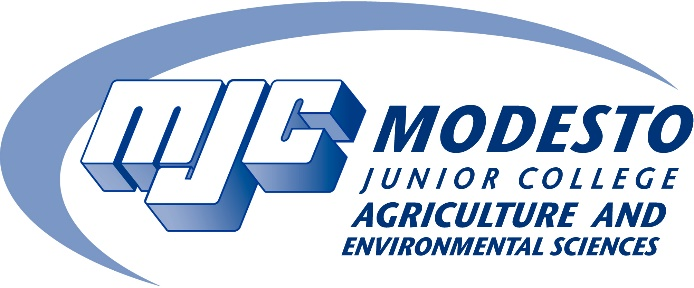 MJC
MODESTO
JUNIOR COLLEGE
AGRICULTURE AND
ENVIRONMENTAL SCIENCES